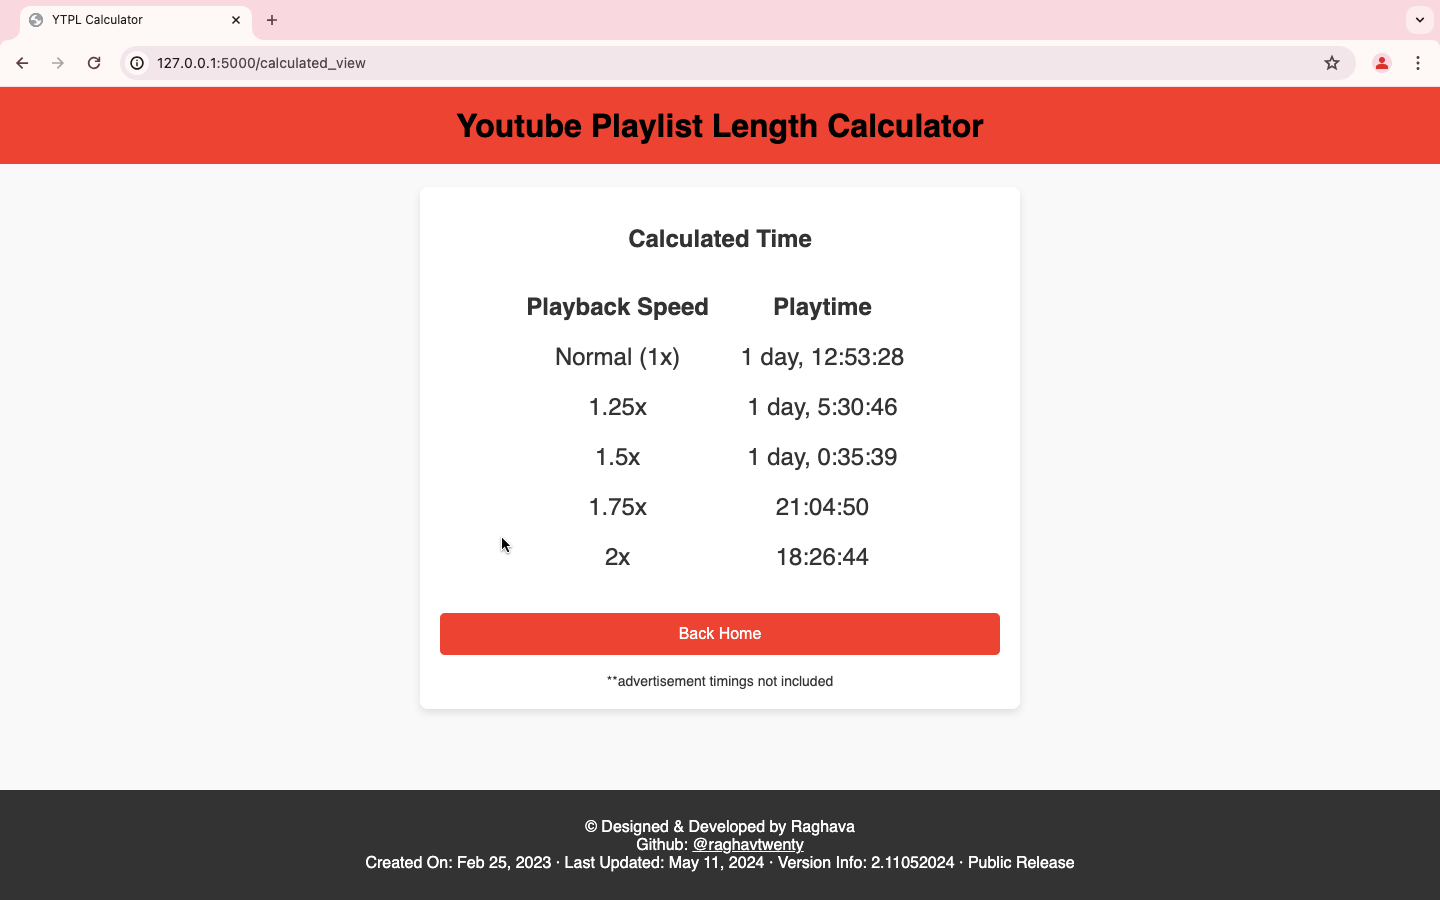 YTPL Calculator
127.0.0.1:5000/calculated_view
Youtube Playlist Length Calculator
Calculated Time
Playback Speed Playtime
Normal (1x) 1 day, 12:53:28
1.25x 1 day, 5:30:46
1.5x 1 day, 0:35:39
1.75x 21:04:50
2x 18:26:44
Back Home
**advertisement timings not included
© Designed & Developed by Raghava
Github: @raghavtwenty
Created On: Feb 25, 2023 · Last Updated: May 11, 2024 · Version Info: 2.11052024 · Public Release